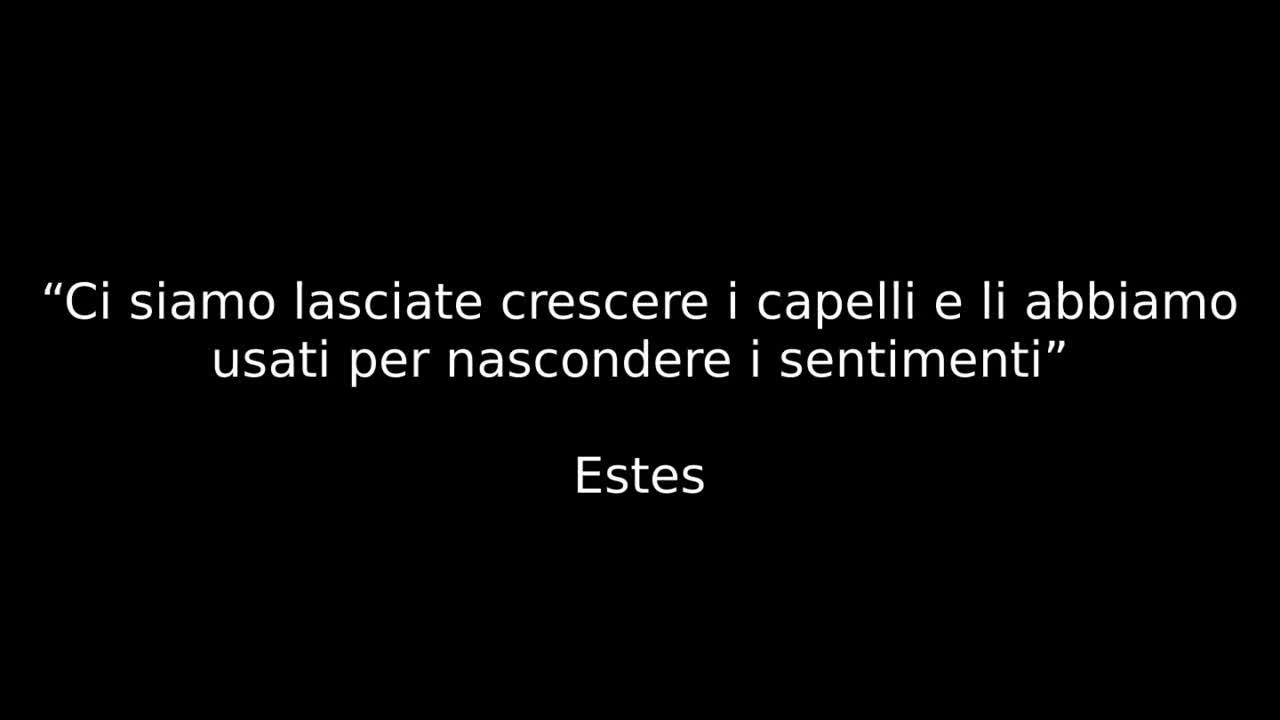 “Ci siamo lasciate crescere i capelli e li abbiamo
usati per nascondere i sentimenti”
Estes